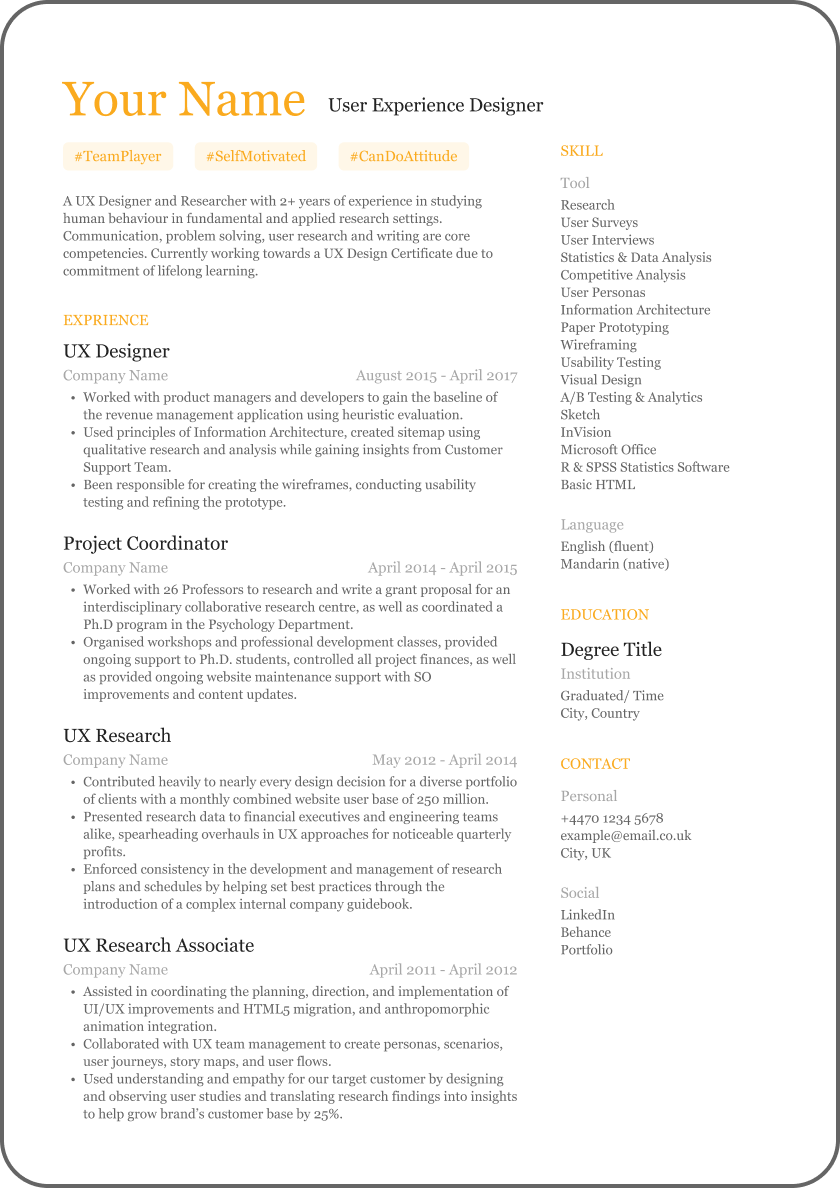 Your Name
User Experience Designer
#TeamPlayer
#SelfMotivated
#CanDoAttitude
A UX Designer and Researcher with 2+ years of experience in studying
human behaviour in fundamental and applied research settings.
Communication, problem solving, user research and writing are core
competencies. Currently working towards a UX Design Certificate due to
commitment of lifelong learning.
EXPRIENCE
UX Designer
Company Name
August 2015 - April 2017
• Worked with product managers and developers to gain the baseline of
the revenue management application using heuristic evaluation.
• Used principles of Information Architecture, created sitemap using
qualitative research and analysis while gaining insights from Customer
Support Team.
• Been responsible for creating the wireframes, conducting usability
testing and refining the prototype.
Project Coordinator
Company Name
April 2014 - April 2015
• Worked with 26 Professors to research and write a grant proposal for an
interdisciplinary collaborative research centre, as well as coordinated a
Ph.D program in the Psychology Department.
• Organised workshops and professional development classes, provided
ongoing support to Ph.D. students, controlled all project finances, as well
as provided ongoing website maintenance support with SO
improvements and content updates.
UX Research
Company Name
May 2012 - April 2014
• Contributed heavily to nearly every design decision for a diverse portfolio
of clients with a monthly combined website user base of 250 million.
• Presented research data to financial executives and engineering teams
alike, spearheading overhauls in UX approaches for noticeable quarterly
profits.
• Enforced consistency in the development and management of research
plans and schedules by helping set best practices through the
introduction of a complex internal company guidebook.
UX Research Associate
Company Name
April 2011 - April 2012
• Assisted in coordinating the planning, direction, and implementation of
UI/UX improvements and HTML5 migration, and anthropomorphic
animation integration.
• Collaborated with UX team management to create personas, scenarios,
user journeys, story maps, and user flows.
• Used understanding and empathy for our target customer by designing
and observing user studies and translating research findings into insights
to help grow brand’s customer base by 25%.
SKILL
Tool
Research
User Surveys
User Interviews
Statistics & Data Analysis
Competitive Analysis
User Personas
Information Architecture
Paper Prototyping
Wireframing
Usability Testing
Visual Design
A/B Testing & Analytics
Sketch
InVision
Microsoft Office
R & SPSS Statistics Software
Basic HTML
Language
English (fluent)
Mandarin (native)
EDUCATION
Degree Title
Institution
Graduated/ Time
City, Country
CONTACT
Personal
+4470 1234 5678
example@email.co.uk
City, UK
Social
LinkedIn
Behance
Portfolio